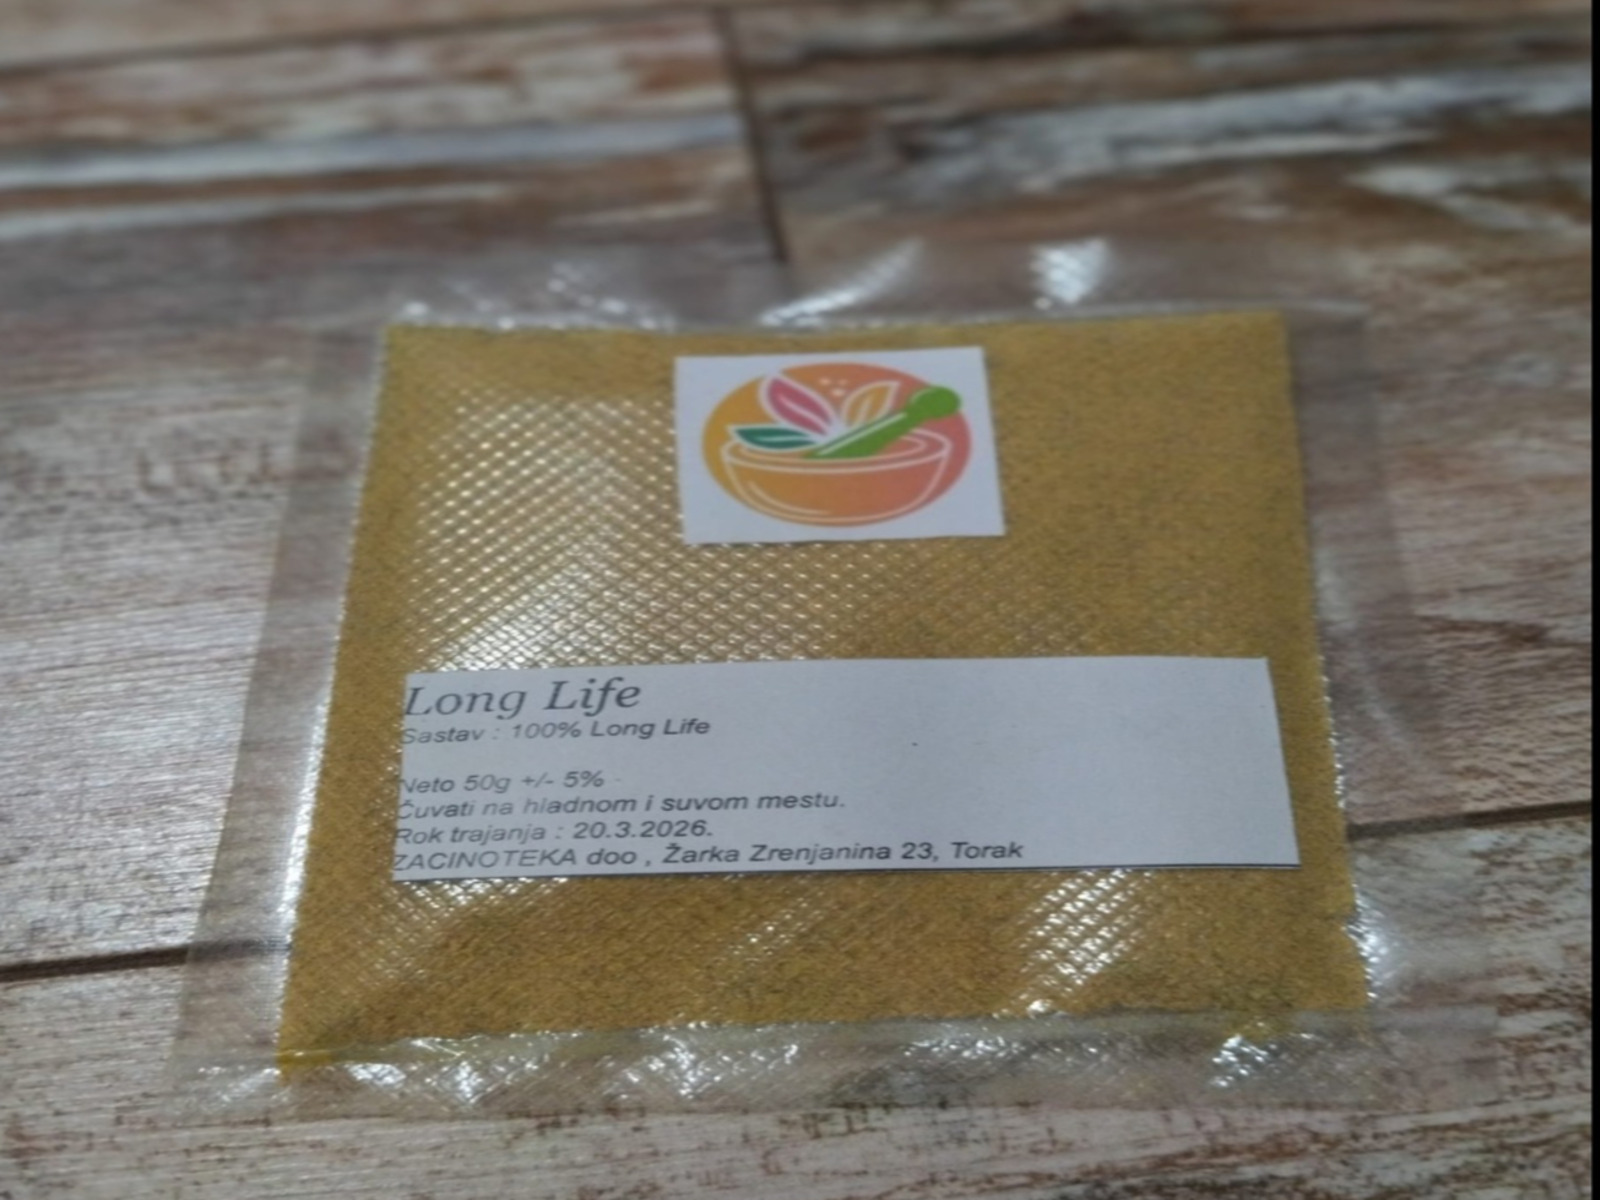 Long Life
Sastav : 100% Long Life
Neto 50g +/- 5%
Čuvati na hladnom i suvom mestu.
Rok trajanja : 20.3.2026.
ZACINOTEKA doo , Žarka Zrenjanina 23, Torak